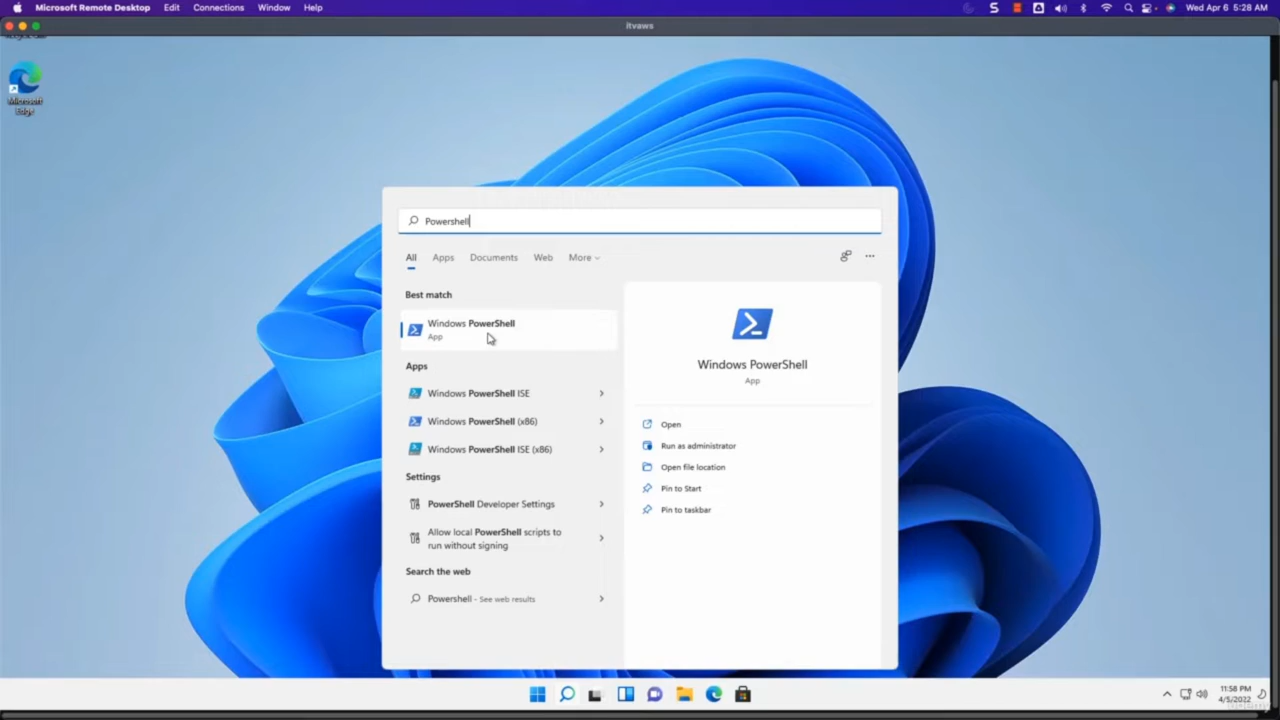 Microsoft Remote Desktop Edit Connections Window Help
Wed Apr 6 5:28 AM
itvaws
Microsoft
Edge
Powershell
All Apps Documents Web More
Best match
Windows PowerShell
App
Apps
Windows PowerShell ISE
Windows PowerShell (x86)
Windows PowerShell ISE (x86)
Settings
PowerShell Developer Settings
Allow local PowerShell scripts to
run without signing
Search the web
Powershell - See web results
Windows PowerShell
App
Open
Run as administrator
Open file location
Pin to Start
Pin to taskbar
11:58 PM
4/5/2022